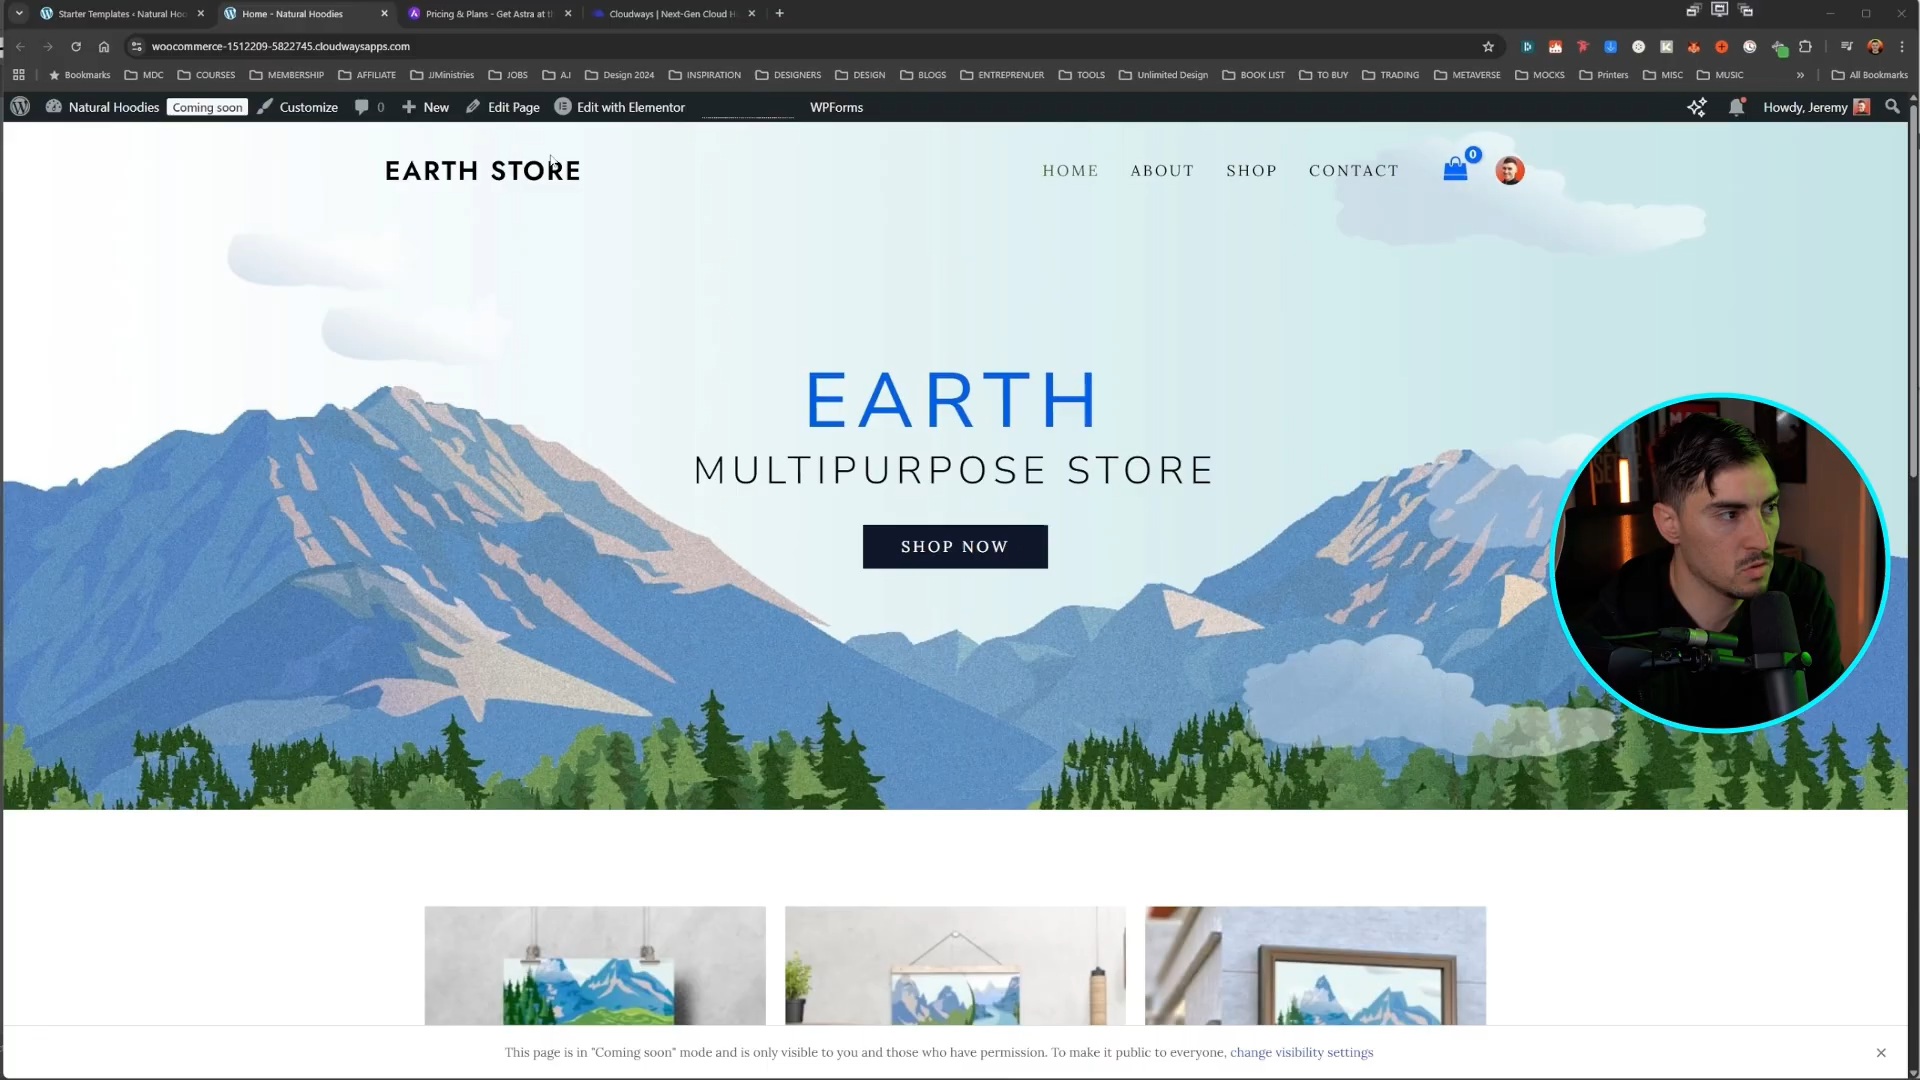 Starter Templates ‹ Natural Hoo
Home - Natural Hoodies
Pricing & Plans - Get Astra at th
Cloudways | Next-Gen Cloud H
woocommerce-1512209-5822745.cloudwaysapps.com
Bookmarks
MDC
COURSES
MEMBERSHIP
AFFILIATE
JJMinistries
JOBS
A.I
Design 2024
INSPIRATION
DESIGNERS
DESIGN
BLOGS
ENTREPRENUER
TOOLS
Unlimited Design
BOOK LIST
TO BUY
TRADING
METAVERSE
MOCKS
Printers
MISC
MUSIC
»
All Bookmarks
Natural Hoodies
Coming soon
Customize
0
New
Edit Page
Edit with Elementor
WPForms
Howdy, Jeremy
EARTH STORE
HOME
ABOUT
SHOP
CONTACT
0
EARTH
MULTIPURPOSE STORE
SHOP NOW
This page is in "Coming soon" mode and is only visible to you and those who have permission. To make it public to everyone, change visibility settings